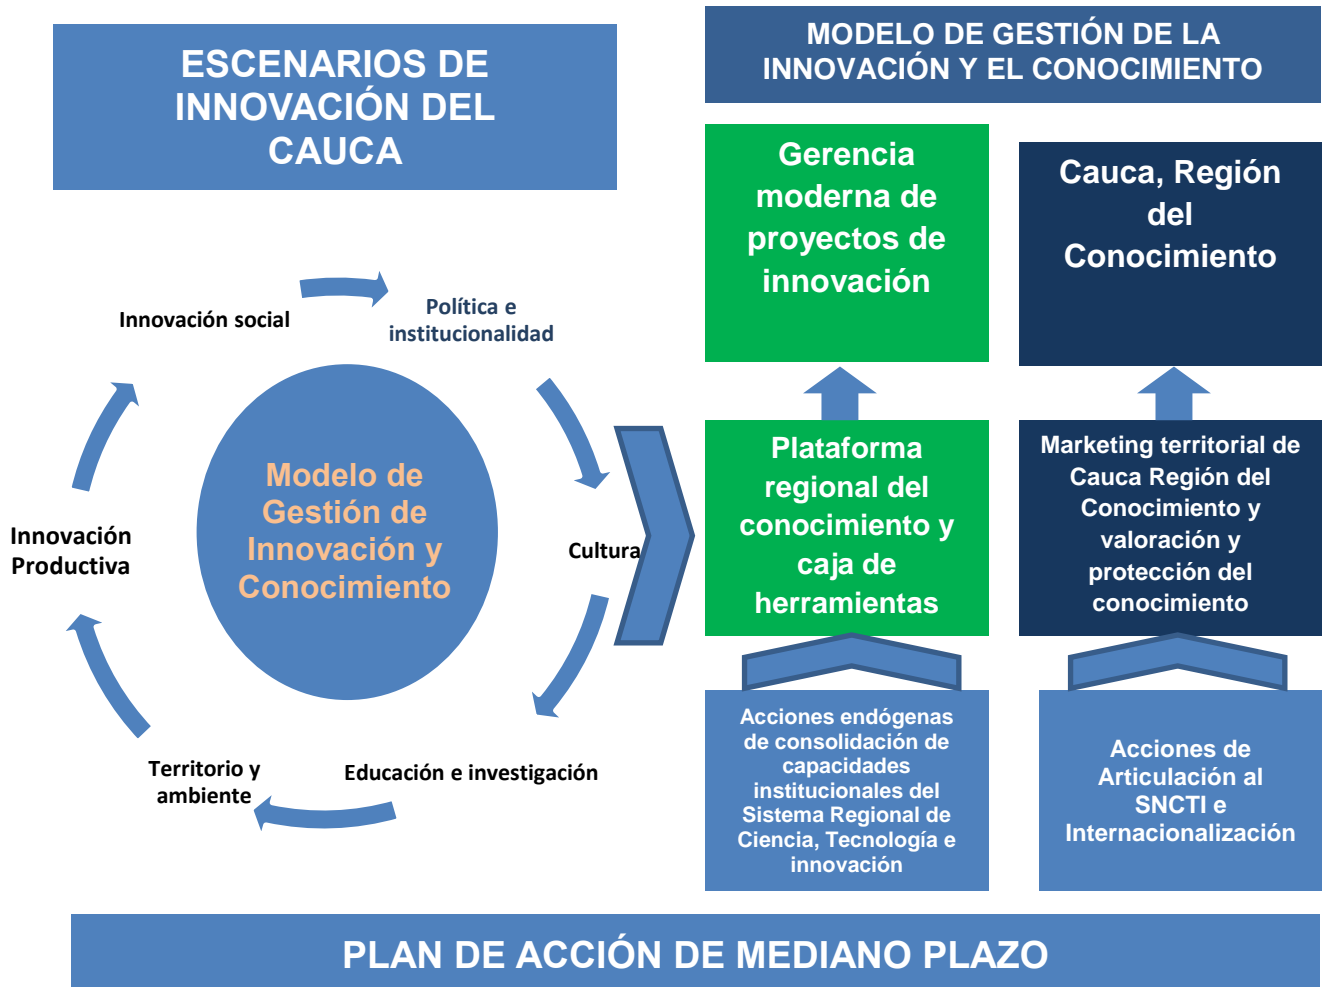 ESCENARIOS DE
INNOVACIÓN DEL
CAUCA
MODELO DE GESTIÓN DE LA
INNOVACIÓN Y EL CONOCIMIENTO
Innovación social
Política e
institucionalidad
Cultura
Educación e investigación
Territorio y
ambiente
Innovación
Productiva
Modelo de
Gestión de
Innovación y
Conocimiento
Gerencia
moderna de
proyectos de
innovación
Cauca, Región
del
Conocimiento
Plataforma
regional del
conocimiento y
caja de
herramientas
Marketing territorial de
Cauca Región del
Conocimiento y
valoración y
protección del
conocimiento
Acciones endógenas
de consolidación de
capacidades
institucionales del
Sistema Regional de
Ciencia, Tecnología e
innovación
Acciones de
Articulación al
SNCTI e
Internacionalización
PLAN DE ACCIÓN DE MEDIANO PLAZO